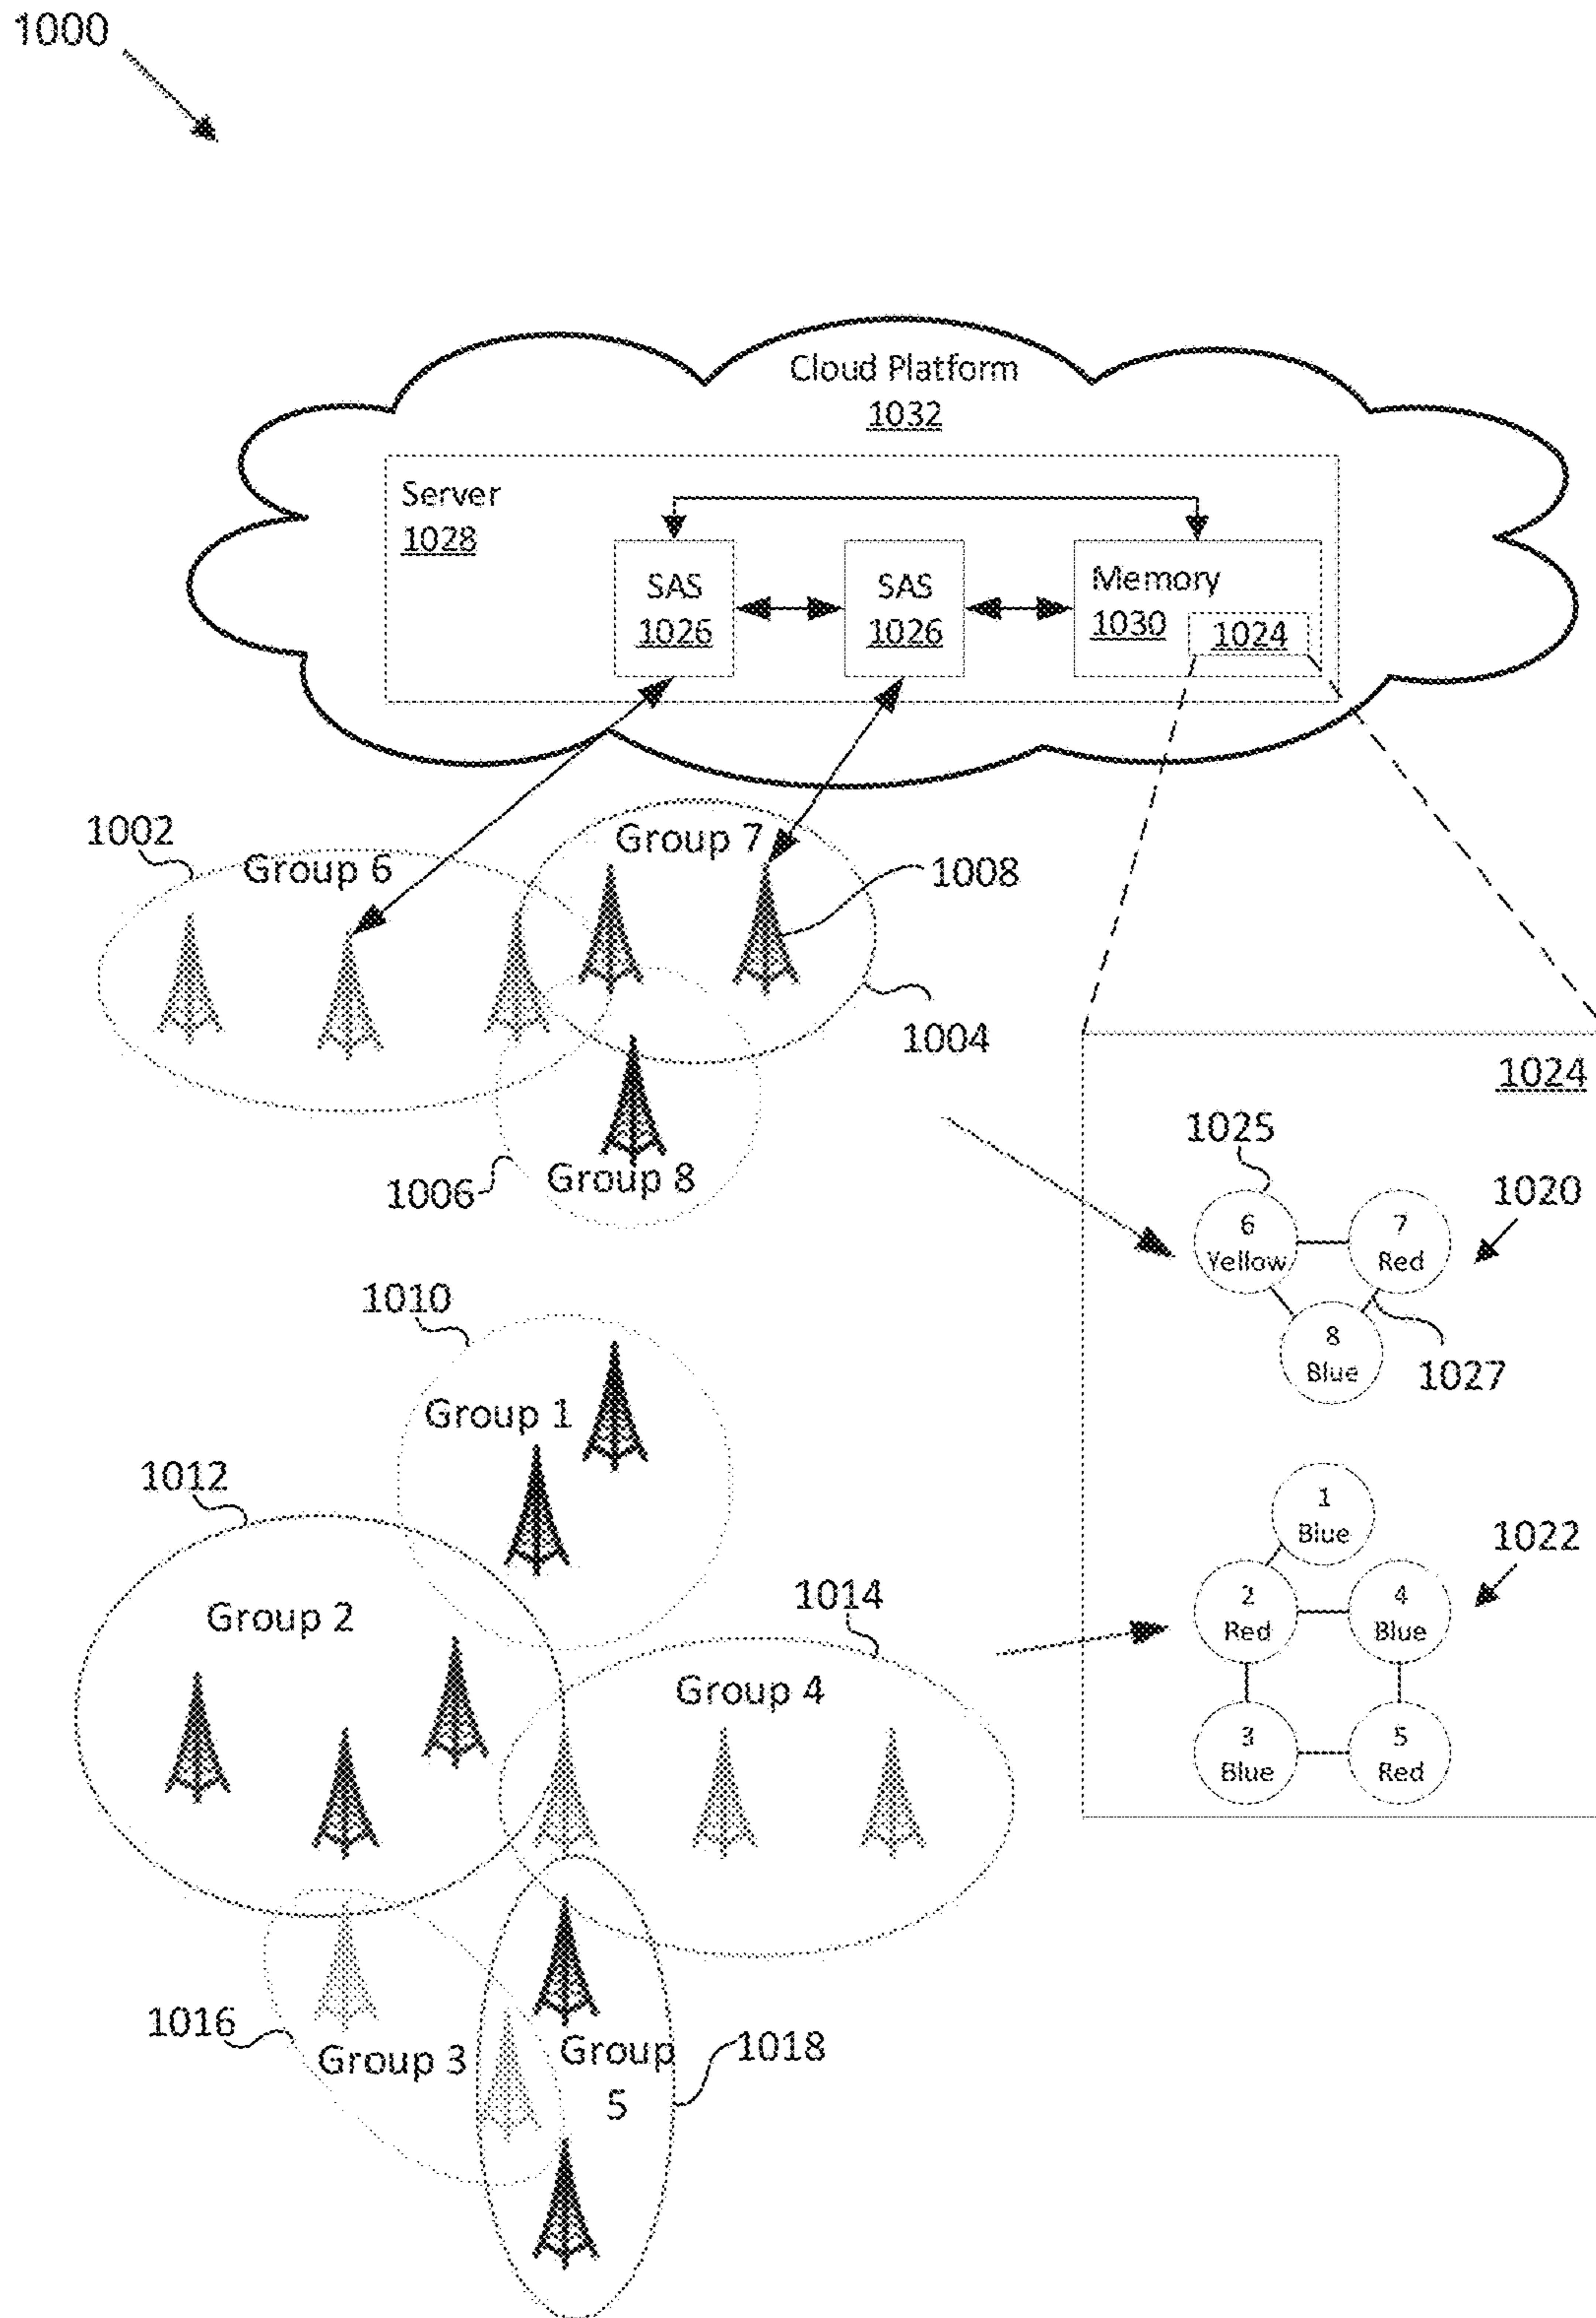 1000
Cloud Platform
1032
Server
1028
SAS
1026
SAS
1026
Memory
1030
1024
1002
Group 6
Group 7
1008
1004
1024
1006
Group 8
1025
1020
6
Yellow
7
Red
8
Blue
1027
1010
Group 1
1012
Group 2
1014
Group 4
1
Blue
1022
2
Red
4
Blue
3
Blue
5
Red
1016
Group 3
Group
5
1018